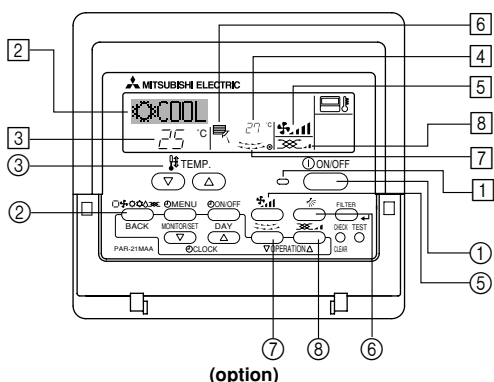 6
2
4
5
MITSUBISHI ELECTRIC
COOL
27 °C
3
25 °C
8
7
③ TEMP.
ON/OFF
1
②
MENU
ON/OFF
FILTER
BACK
MONITOR/SET
DAY
CHECK TEST
PAR-21MAA
CLOCK
OPERATION
CLEAR
①
⑤
⑦
⑧
⑥
(option)